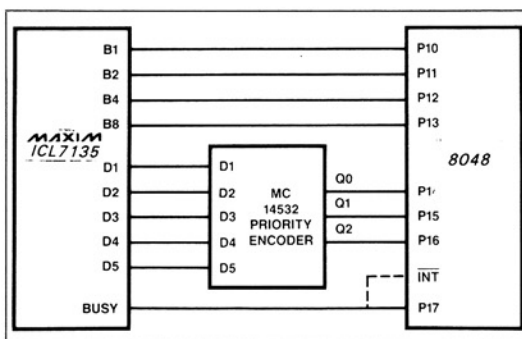 B1
B2
B4
B8
MAXIM
ICL7135
D1
D2
D3
D4
D5
BUSY
D1
D2
D3
D4
D5
MC
14532
PRIORITY
ENCODER
Q0
Q1
Q2
P10
P11
P12
P13
8048
P15
P16
INT
P17